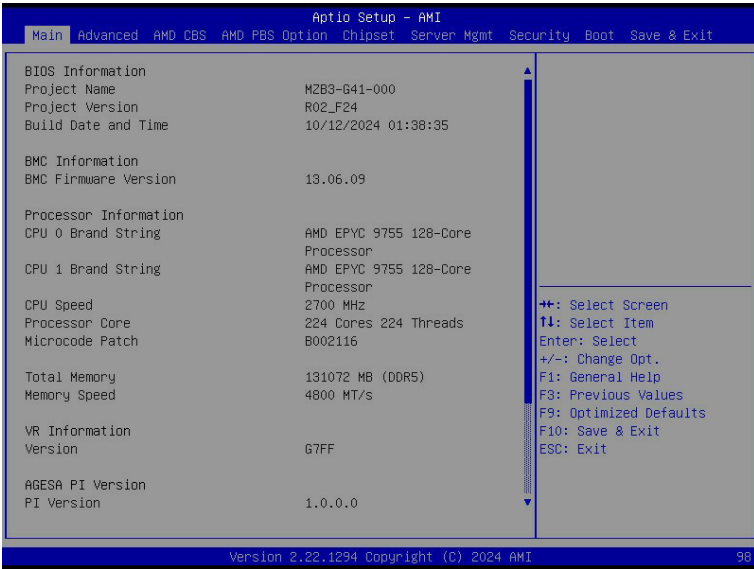 Aptio Setup - AMI
Main Advanced AMD CBS AMD PBS Option Chipset Server Mgmt Security Boot Save & Exit
BIOS Information
Project Name MZB3-G41-000
Project Version R02_F24
Build Date and Time 10/12/2024 01:38:35
BMC Information
BMC Firmware Version 13.06.09
Processor Information
CPU 0 Brand String AMD EPYC 9755 128-Core
Processor
CPU 1 Brand String AMD EPYC 9755 128-Core
Processor
CPU Speed 2700 MHz
Processor Core 224 Cores 224 Threads
Microcode Patch B002116
Total Memory 131072 MB (DDR5)
Memory Speed 4800 MT/s
VR Information
Version G7FF
AGESA PI Version
PI Version 1.0.0.0
→←: Select Screen
↑↓: Select Item
Enter: Select
+/-: Change Opt.
F1: General Help
F3: Previous Values
F9: Optimized Defaults
F10: Save & Exit
ESC: Exit
Version 2.22.1294 Copyright (C) 2024 AMI
98